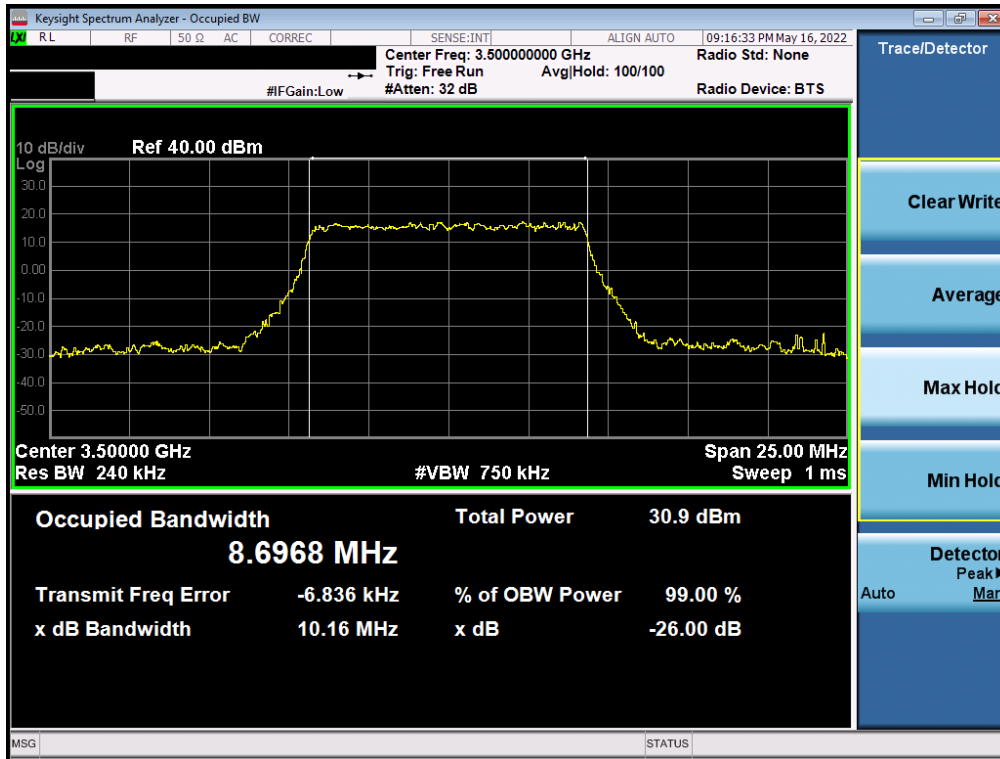 Keysight Spectrum Analyzer - Occupied BW
LXI RL RF 50 Ω AC CORREC SENSE:INT ALIGN AUTO 09:16:33 PM May 16, 2022
Center Freq: 3.500000000 GHz Radio Std: None
Trig: Free Run Avg|Hold: 100/100
#IFGain:Low #Atten: 32 dB Radio Device: BTS
10 dB/div Ref 40.00 dBm
Log
30.0
20.0
10.0
0.00
-10.0
-20.0
-30.0
-40.0
-50.0
Center 3.50000 GHz Span 25.00 MHz
Res BW 240 kHz #VBW 750 kHz Sweep 1 ms
Occupied Bandwidth Total Power 30.9 dBm
8.6968 MHz
Transmit Freq Error -6.836 kHz % of OBW Power 99.00 %
x dB Bandwidth 10.16 MHz x dB -26.00 dB
MSG STATUS
Trace/Detector
Clear Write
Average
Max Hold
Min Hold
Detector
Peak
Auto Man